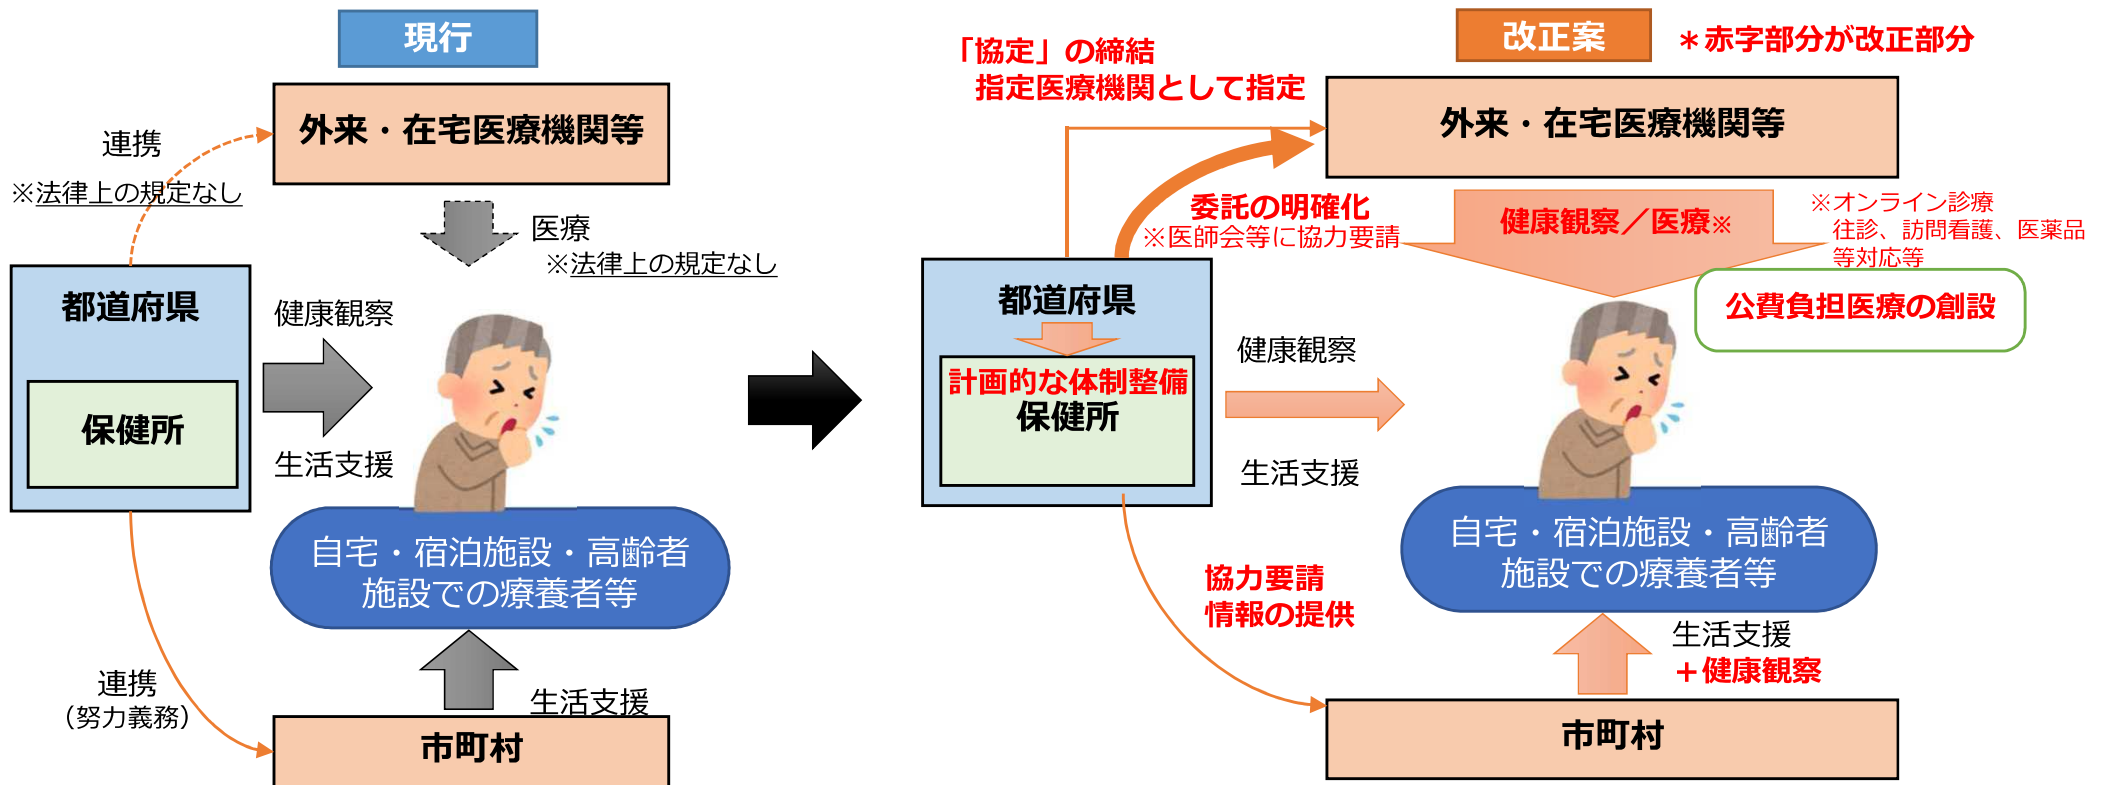 現行
外来・在宅医療機関等
連携
※法律上の規定なし
医療
※法律上の規定なし
都道府県
保健所
健康観察
生活支援
自宅・宿泊施設・高齢者
施設での療養者等
連携
（努力義務）
生活支援
市町村
改正案
＊赤字部分が改正部分
「協定」の締結
指定医療機関として指定
外来・在宅医療機関等
委託の明確化
※医師会等に協力要請
健康観察／医療※
※オンライン診療
往診、訪問看護、医薬品
等対応等
公費負担医療の創設
都道府県
計画的な体制整備
保健所
健康観察
生活支援
自宅・宿泊施設・高齢者
施設での療養者等
協力要請
情報の提供
生活支援
＋健康観察
市町村